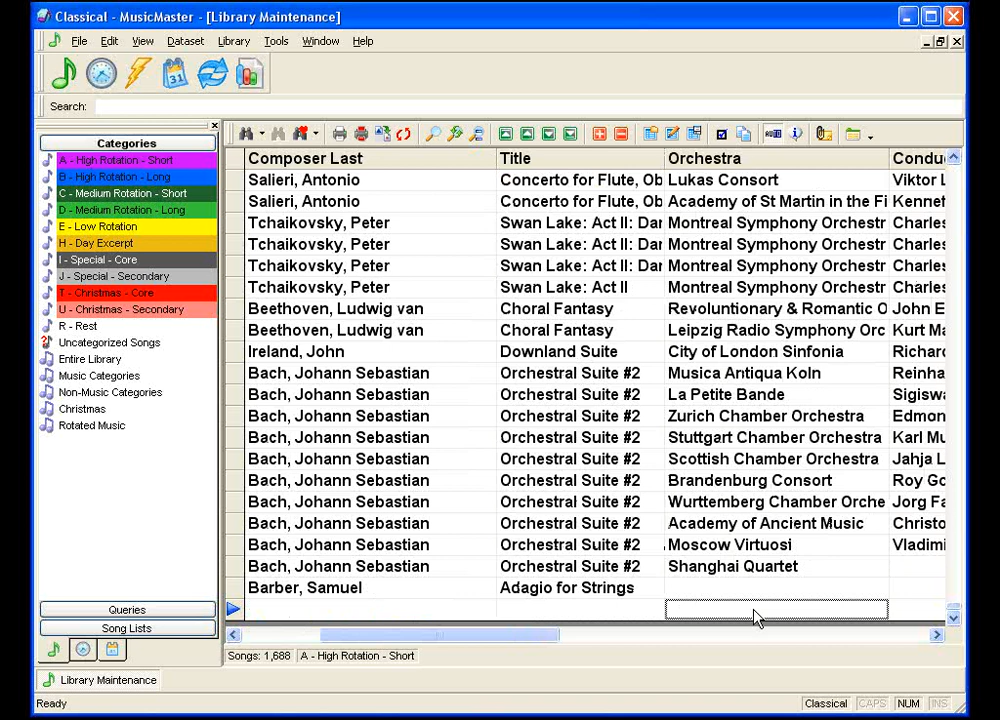 Classical - MusicMaster - [Library Maintenance]
File Edit View Dataset Library Tools Window Help
31
Search:
Categories
A - High Rotation - Short
B - High Rotation - Long
C - Medium Rotation - Short
D - Medium Rotation - Long
E - Low Rotation
H - Day Excerpt
I - Special - Core
J - Special - Secondary
T - Christmas - Core
U - Christmas - Secondary
R - Rest
Uncategorized Songs
Entire Library
Music Categories
Non-Music Categories
Christmas
Rotated Music
Queries
Song Lists
Composer Last Title Orchestra Conduc
Salieri, Antonio Concerto for Flute, Ob Lukas Consort Viktor L
Salieri, Antonio Concerto for Flute, Ob Academy of St Martin in the Fi Kennet
Tchaikovsky, Peter Swan Lake: Act II: Dan Montreal Symphony Orchestr Charles
Tchaikovsky, Peter Swan Lake: Act II: Dan Montreal Symphony Orchestr Charles
Tchaikovsky, Peter Swan Lake: Act II: Dan Montreal Symphony Orchestr Charles
Tchaikovsky, Peter Swan Lake: Act II Montreal Symphony Orchestr Charles
Beethoven, Ludwig van Choral Fantasy Revoluntionary & Romantic O John E
Beethoven, Ludwig van Choral Fantasy Leipzig Radio Symphony Orc Kurt Ma
Ireland, John Downland Suite City of London Sinfonia Richard
Bach, Johann Sebastian Orchestral Suite #2 Musica Antiqua Koln Reinha
Bach, Johann Sebastian Orchestral Suite #2 La Petite Bande Sigisw
Bach, Johann Sebastian Orchestral Suite #2 Zurich Chamber Orchestra Edmon
Bach, Johann Sebastian Orchestral Suite #2 Stuttgart Chamber Orchestra Karl Mu
Bach, Johann Sebastian Orchestral Suite #2 Scottish Chamber Orchestra Jahja L
Bach, Johann Sebastian Orchestral Suite #2 Brandenburg Consort Roy Go
Bach, Johann Sebastian Orchestral Suite #2 Wurttemberg Chamber Orche Jorg Fa
Bach, Johann Sebastian Orchestral Suite #2 Academy of Ancient Music Christo
Bach, Johann Sebastian Orchestral Suite #2 Moscow Virtuosi Vladimi
Bach, Johann Sebastian Orchestral Suite #2 Shanghai Quartet
Barber, Samuel Adagio for Strings
Songs: 1,688 A - High Rotation - Short
Library Maintenance
Ready Classical CAPS NUM INS